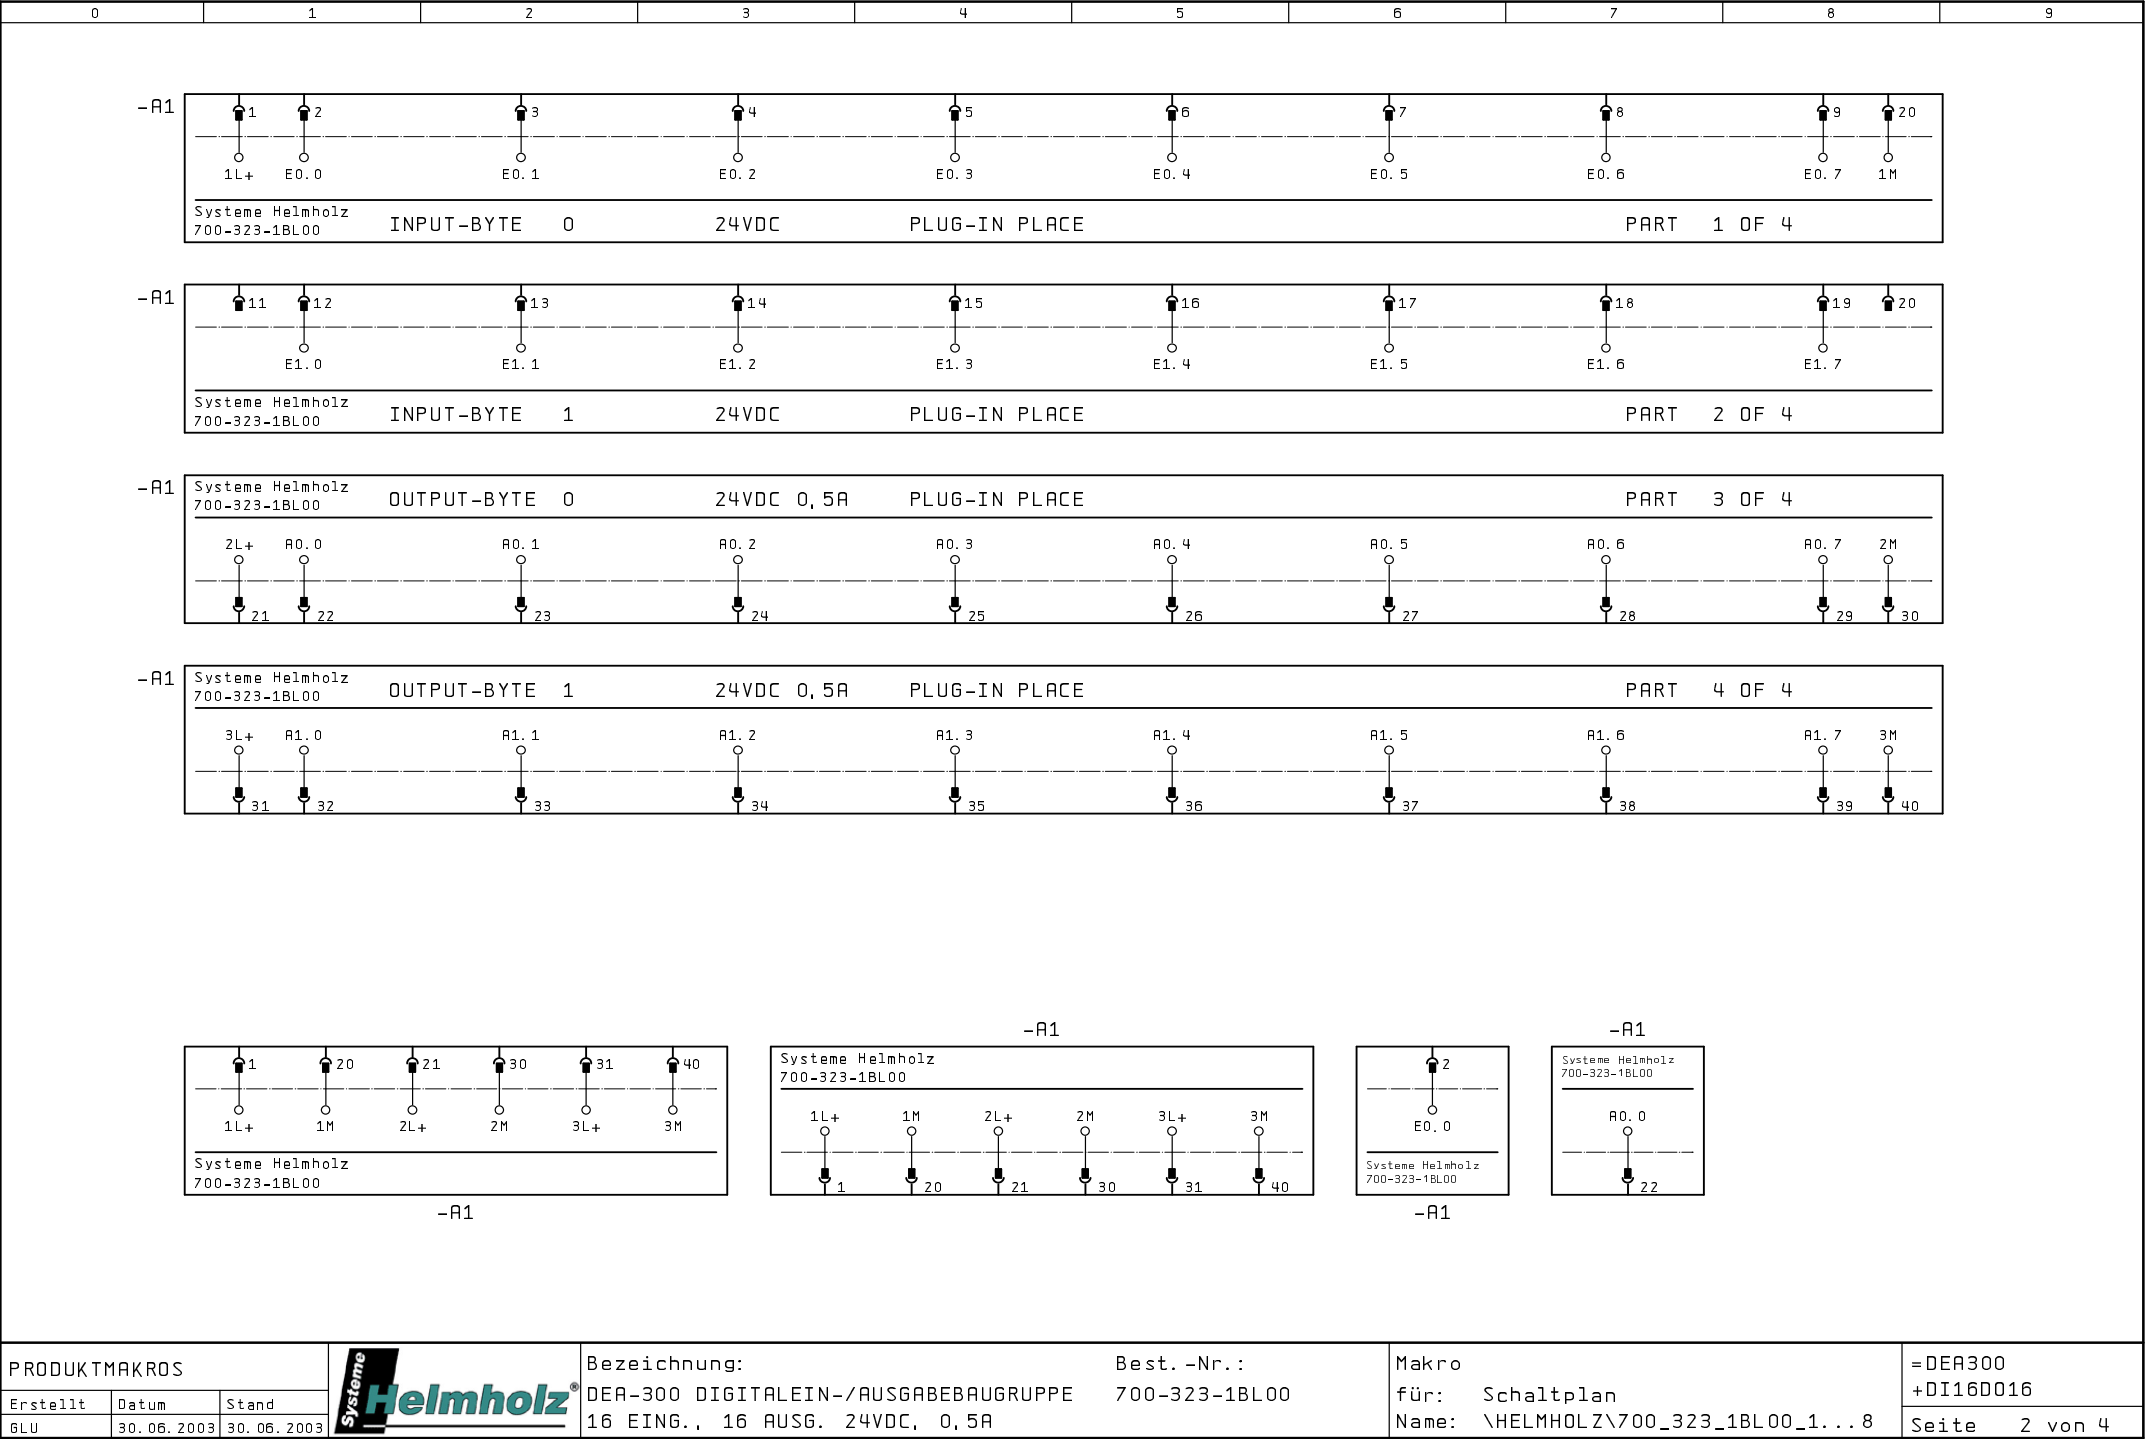 0 1 2 3 4 5 6 7 8 9
-A1
1 2 3 4 5 6 7 8 9 20
1L+ E0.0 E0.1 E0.2 E0.3 E0.4 E0.5 E0.6 E0.7 1M
Systeme Helmholz
700-323-1BL00
INPUT-BYTE 0 24VDC PLUG-IN PLACE PART 1 OF 4
-A1
11 12 13 14 15 16 17 18 19 20
E1.0 E1.1 E1.2 E1.3 E1.4 E1.5 E1.6 E1.7
Systeme Helmholz
700-323-1BL00
INPUT-BYTE 1 24VDC PLUG-IN PLACE PART 2 OF 4
-A1
Systeme Helmholz
700-323-1BL00
OUTPUT-BYTE 0 24VDC 0,5A PLUG-IN PLACE PART 3 OF 4
2L+ A0.0 A0.1 A0.2 A0.3 A0.4 A0.5 A0.6 A0.7 2M
21 22 23 24 25 26 27 28 29 30
-A1
Systeme Helmholz
700-323-1BL00
OUTPUT-BYTE 1 24VDC 0,5A PLUG-IN PLACE PART 4 OF 4
3L+ A1.0 A1.1 A1.2 A1.3 A1.4 A1.5 A1.6 A1.7 3M
31 32 33 34 35 36 37 38 39 40
1 20 21 30 31 40
1L+ 1M 2L+ 2M 3L+ 3M
Systeme Helmholz
700-323-1BL00
-A1
-A1
Systeme Helmholz
700-323-1BL00
1L+ 1M 2L+ 2M 3L+ 3M
1 20 21 30 31 40
2
E0.0
Systeme Helmholz
700-323-1BL00
-A1
-A1
Systeme Helmholz
700-323-1BL00
A0.0
22
PRODUKTMAKROS
Erstellt Datum Stand
GLU 30.06.2003 30.06.2003
Systeme
Helmholz®
Bezeichnung: Best.-Nr.:
DEA-300 DIGITALEIN-/AUSGABEBAUGRUPPE 700-323-1BL00
16 EING., 16 AUSG. 24VDC, 0,5A
Makro
für: Schaltplan
Name: \HELMHOLZ\700_323_1BL00_1...8
=DEA300
+DI16DO16
Seite 2 von 4